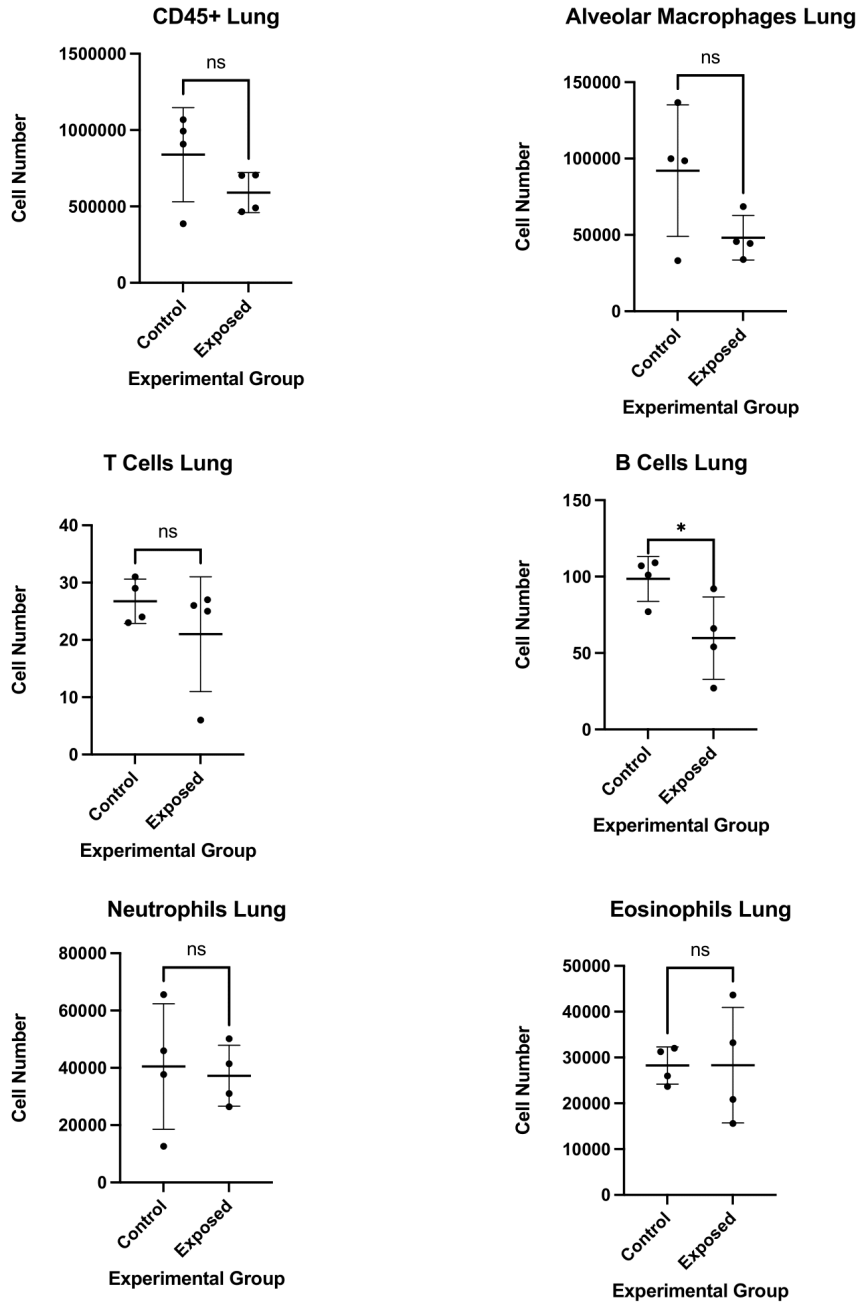 CD45+ Lung
ns
1500000
1000000
500000
0
Cell Number
Control
Exposed
Experimental Group
Alveolar Macrophages Lung
ns
150000
100000
50000
0
Cell Number
Control
Exposed
Experimental Group
T Cells Lung
ns
40
30
20
10
0
Cell Number
Control
Exposed
Experimental Group
B Cells Lung
*
150
100
50
0
Cell Number
Control
Exposed
Experimental Group
Neutrophils Lung
ns
80000
60000
40000
20000
0
Cell Number
Control
Exposed
Experimental Group
Eosinophils Lung
ns
50000
40000
30000
20000
10000
0
Cell Number
Control
Exposed
Experimental Group